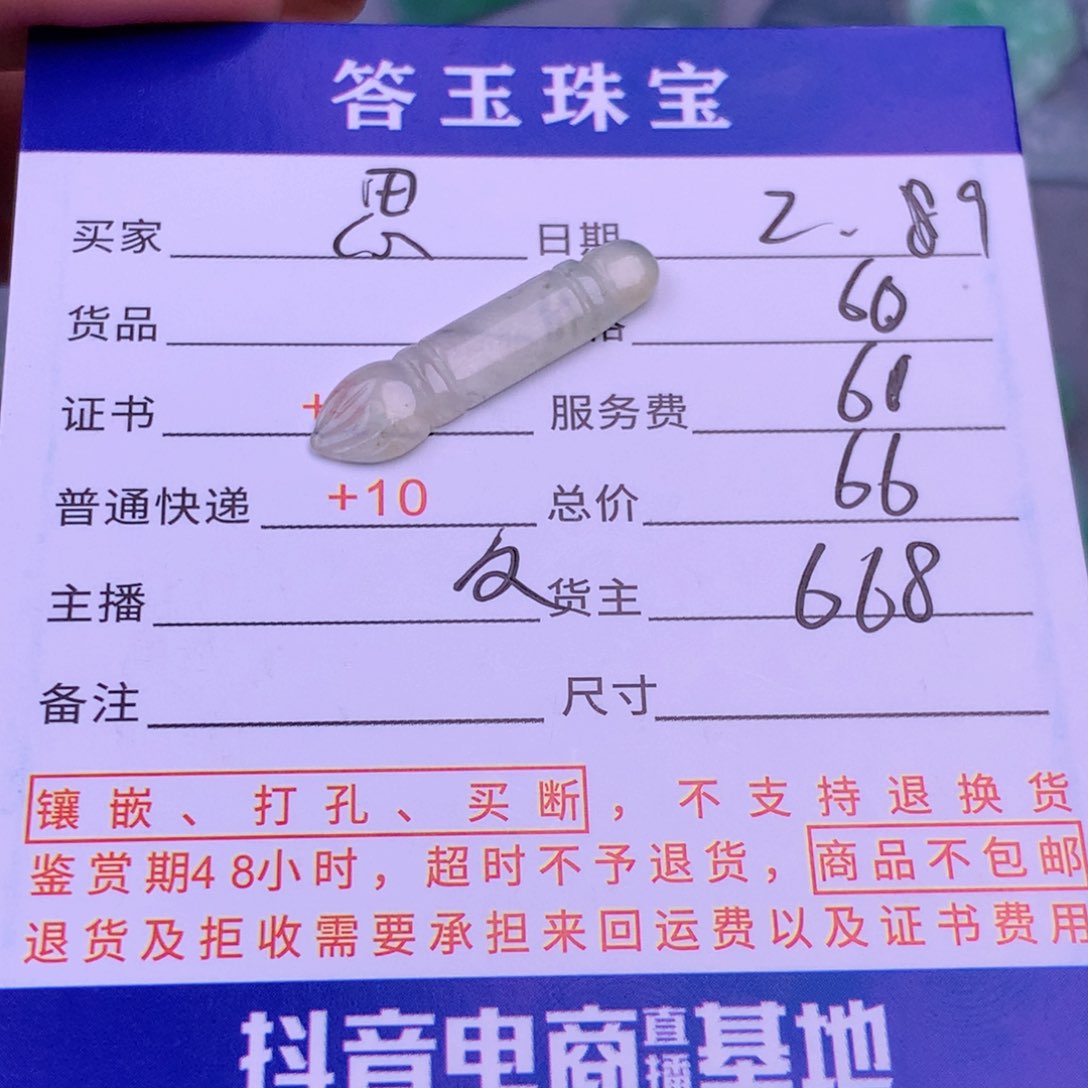 答玉珠宝
买家 思 日期 2.89
货品 格 60
证书 + 服务费 61
普通快递 +10 总价 66
主播 文 货主 668
备注 尺寸
镶嵌、打孔、买断，不支持退换货
鉴赏期48小时，超时不予退货，商品不包邮
退货及拒收需要承担来回运费以及证书费用
抖音电商直播基地